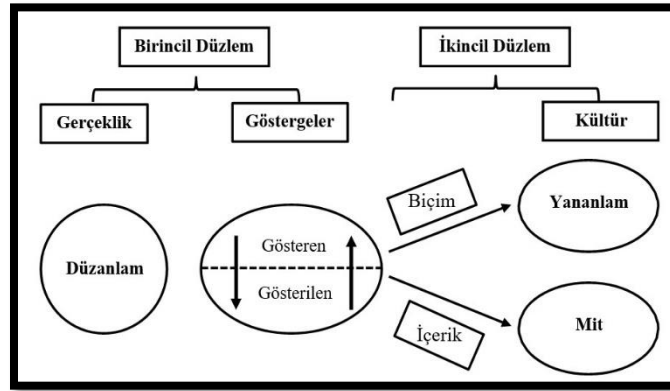 Birincil Düzlem
İkincil Düzlem
Gerçeklik
Göstergeler
Kültür
Düzanlam
Gösteren
Gösterilen
Biçim
İçerik
Yananlam
Mit